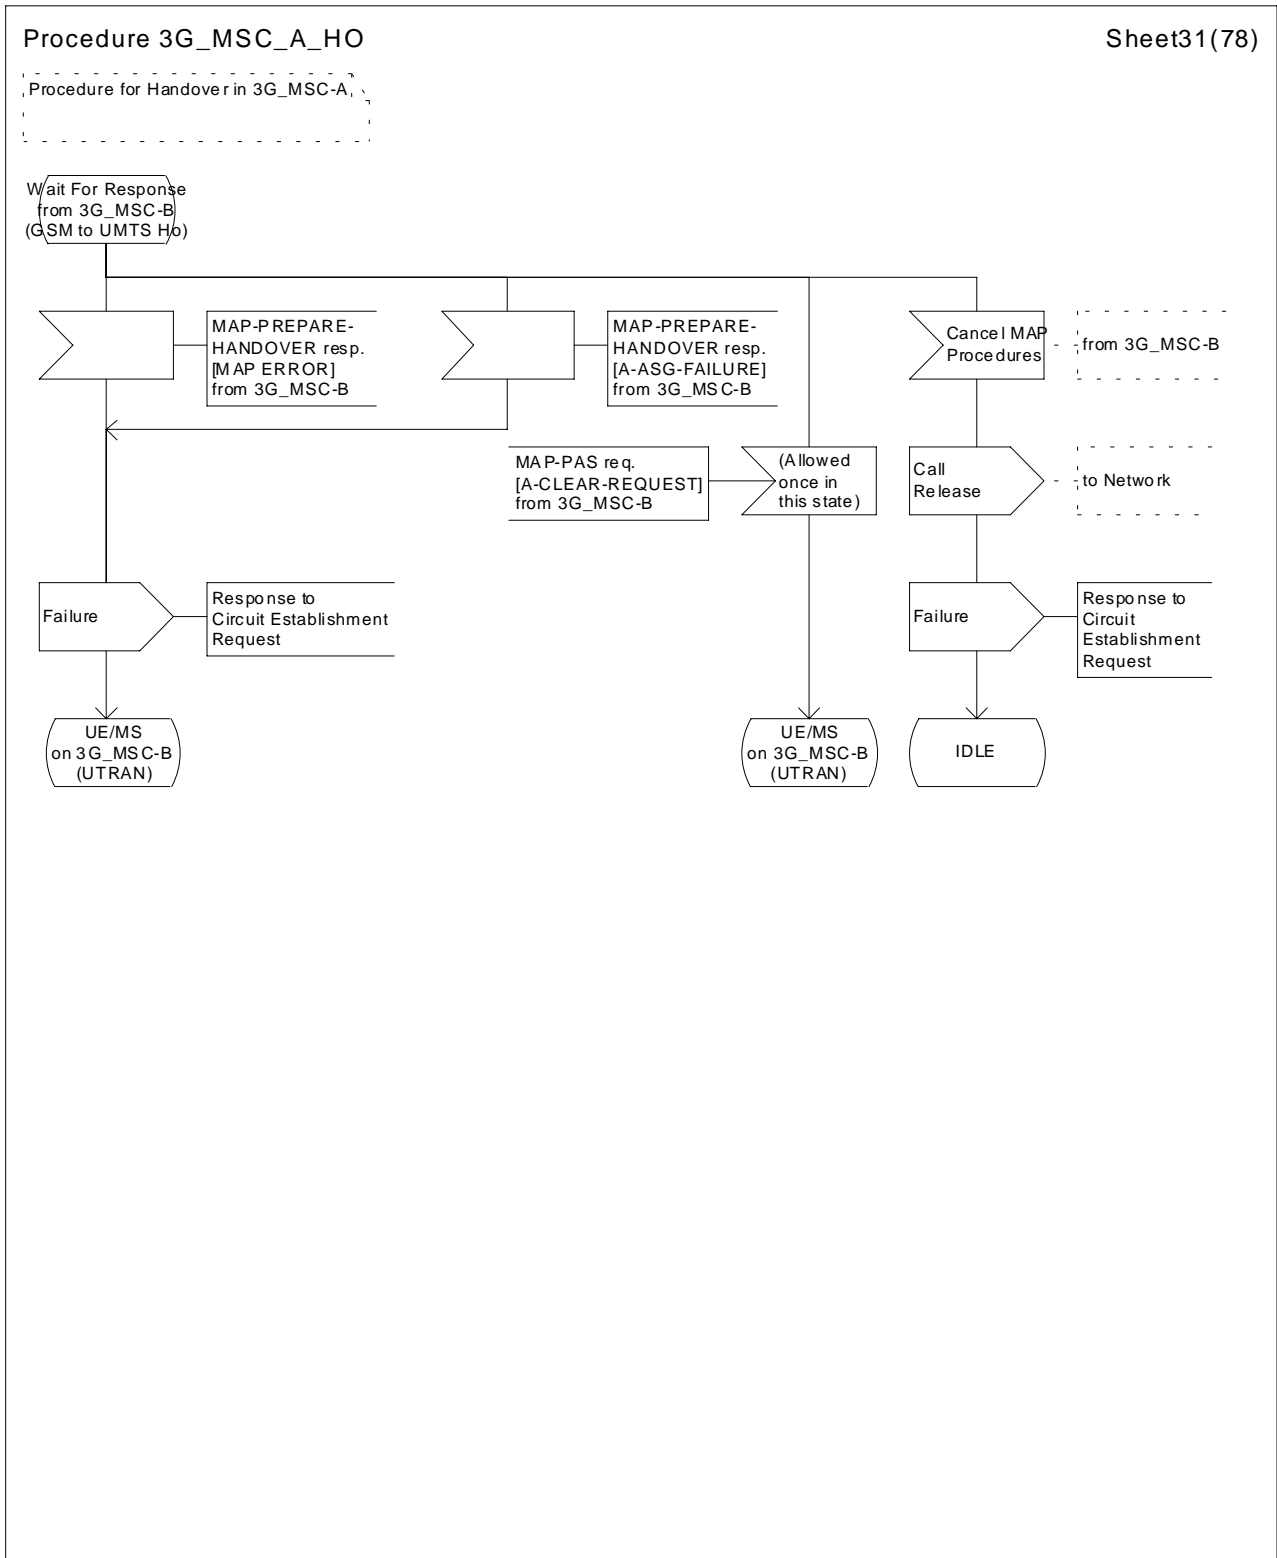 Procedure 3G_MSC_A_HO
Sheet31(78)
Procedure for Handover in 3G_MSC-A
Wait For Response
from 3G_MSC-B
(GSM to UMTS Ho)
MAP-PREPARE-
HANDOVER resp.
[MAP ERROR]
from 3G_MSC-B
MAP-PREPARE-
HANDOVER resp.
[A-ASG-FAILURE]
from 3G_MSC-B
Cancel MAP
Procedures
from 3G_MSC-B
MAP-PAS req.
[A-CLEAR-REQUEST]
from 3G_MSC-B
(Allowed
once in
this state)
Call
Release
to Network
Failure
Response to
Circuit Establishment
Request
Failure
Response to
Circuit
Establishment
Request
UE/MS
on 3G_MSC-B
(UTRAN)
UE/MS
on 3G_MSC-B
(UTRAN)
IDLE